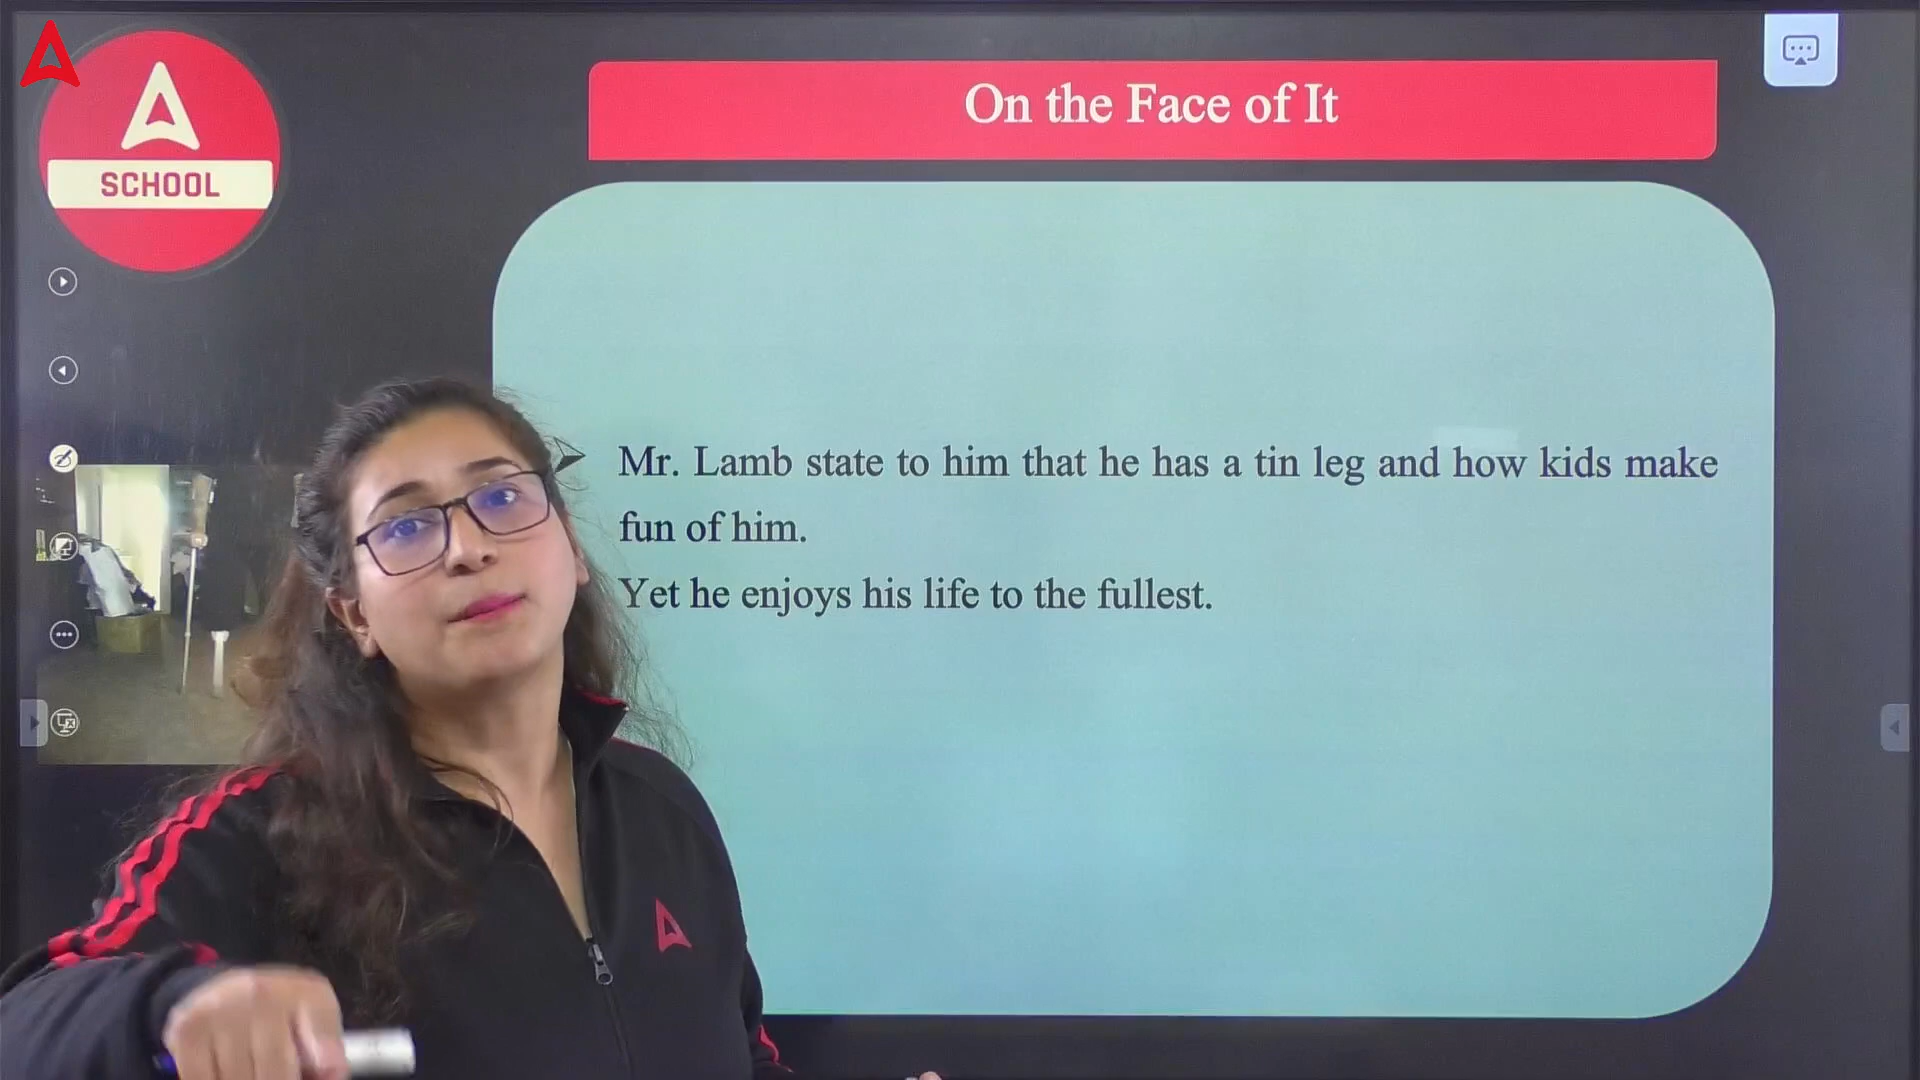 SCHOOL
On the Face of It
Mr. Lamb state to him that he has a tin leg and how kids make
fun of him.
Yet he enjoys his life to the fullest.